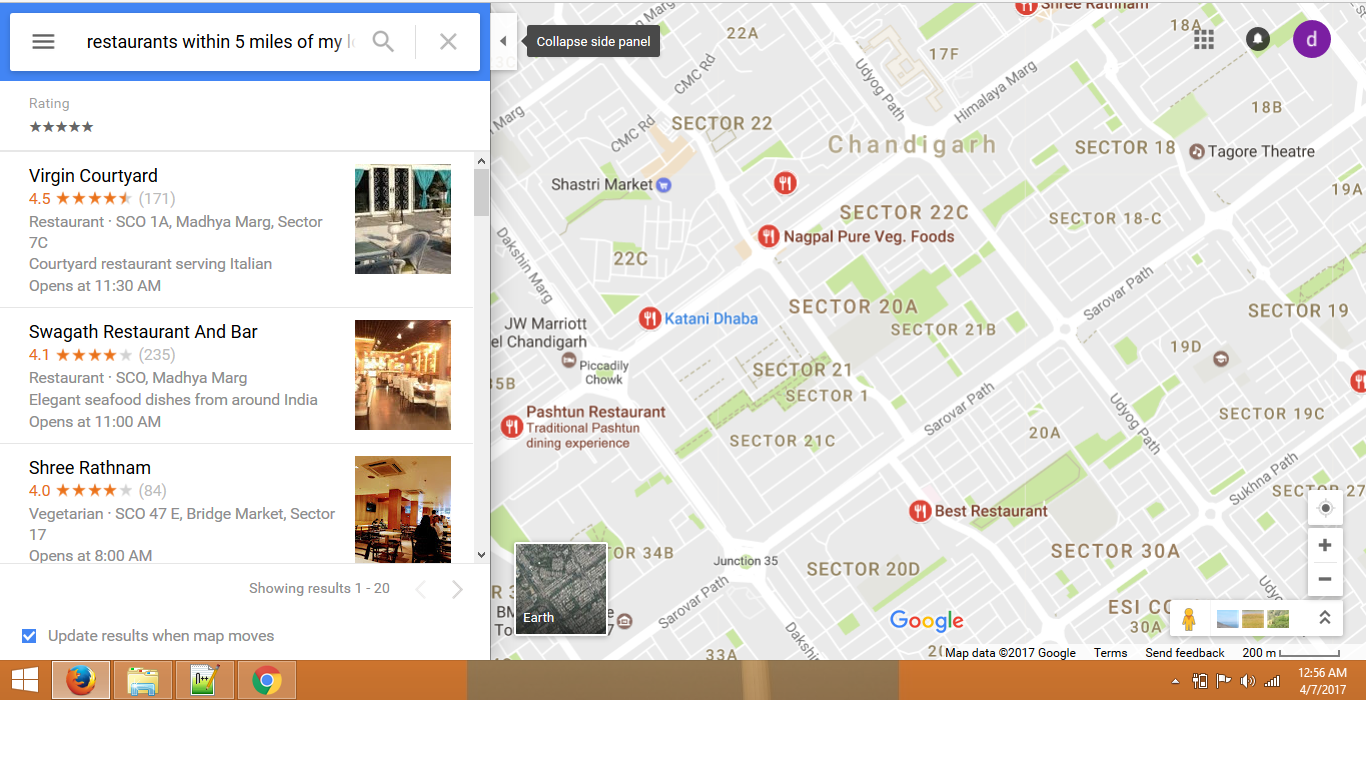 restaurants within 5 miles of my
Collapse side panel
d
Rating
Virgin Courtyard
4.5 (171)
Restaurant · SCO 1A, Madhya Marg, Sector
7C
Courtyard restaurant serving Italian
Opens at 11:30 AM
Swagath Restaurant And Bar
4.1 (235)
Restaurant · SCO, Madhya Marg
Elegant seafood dishes from around India
Opens at 11:00 AM
Shree Rathnam
4.0 (84)
Vegetarian · SCO 47 E, Bridge Market, Sector
17
Opens at 8:00 AM
Showing results 1 - 20
Update results when map moves
Shree Rathnam
22A
18A
17F
CMC Rd
Udyog Path
Himalaya Marg
18B
Marg
CMC Rd
SECTOR 22
Chandigarh
SECTOR 18
Tagore Theatre
Shastri Market
19A
SECTOR 22C
SECTOR 18-C
Nagpal Pure Veg. Foods
Dakshin Marg
22C
Sarovar Path
SECTOR 20A
SECTOR 19
Katani Dhaba
JW Marriott
el Chandigarh
SECTOR 21B
19D
Piccadily
Chowk
SECTOR 21
35B
SECTOR 1
Sarovar Path
Udyog Path
Pashtun Restaurant
Traditional Pashtun
dining experience
SECTOR 19C
SECTOR 21C
20A
Sukhna Path
SECTOR 27
Best Restaurant
OR 34B
Junction 35
SECTOR 20D
SECTOR 30A
Sarovar Path
Udyo
Earth
BM
To
e
7
Google
ESI CO
30A
33A
Dakshin
Map data ©2017 Google Terms Send feedback 200 m
12:56 AM
4/7/2017